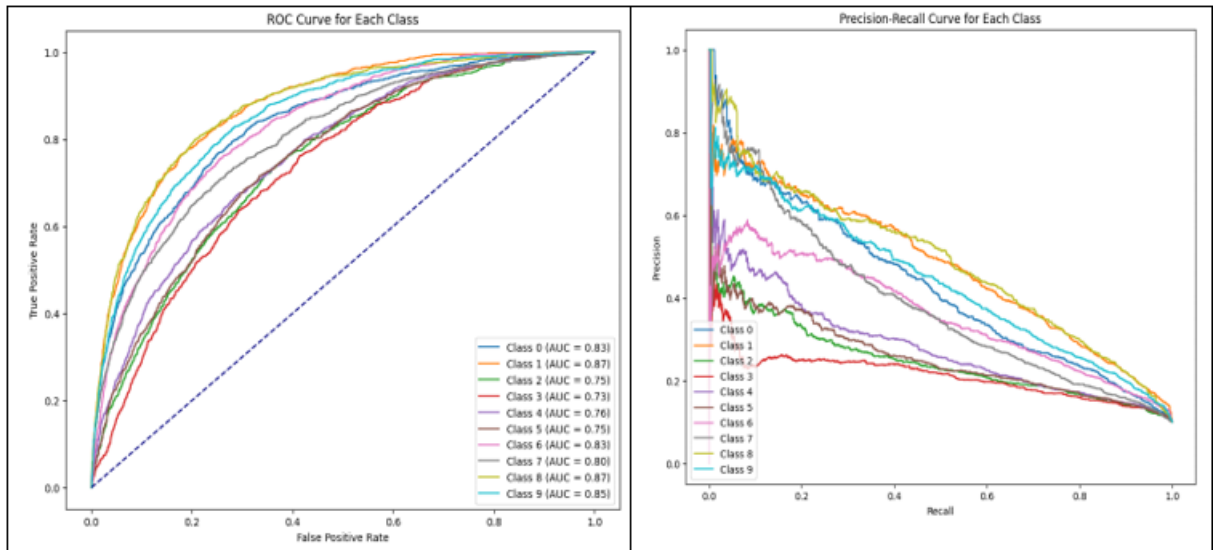 ROC Curve for Each Class
1.0
0.8
0.6
0.4
0.2
0.0
True Positive Rate
Class 0 (AUC = 0.83)
Class 1 (AUC = 0.87)
Class 2 (AUC = 0.75)
Class 3 (AUC = 0.73)
Class 4 (AUC = 0.76)
Class 5 (AUC = 0.75)
Class 6 (AUC = 0.83)
Class 7 (AUC = 0.80)
Class 8 (AUC = 0.87)
Class 9 (AUC = 0.85)
0.0 0.2 0.4 0.6 0.8 1.0
False Positive Rate
Precision-Recall Curve for Each Class
1.0
0.8
0.6
0.4
0.2
0.0
Precision
Class 0
Class 1
Class 2
Class 3
Class 4
Class 5
Class 6
Class 7
Class 8
Class 9
0.0 0.2 0.4 0.6 0.8 1.0
Recall